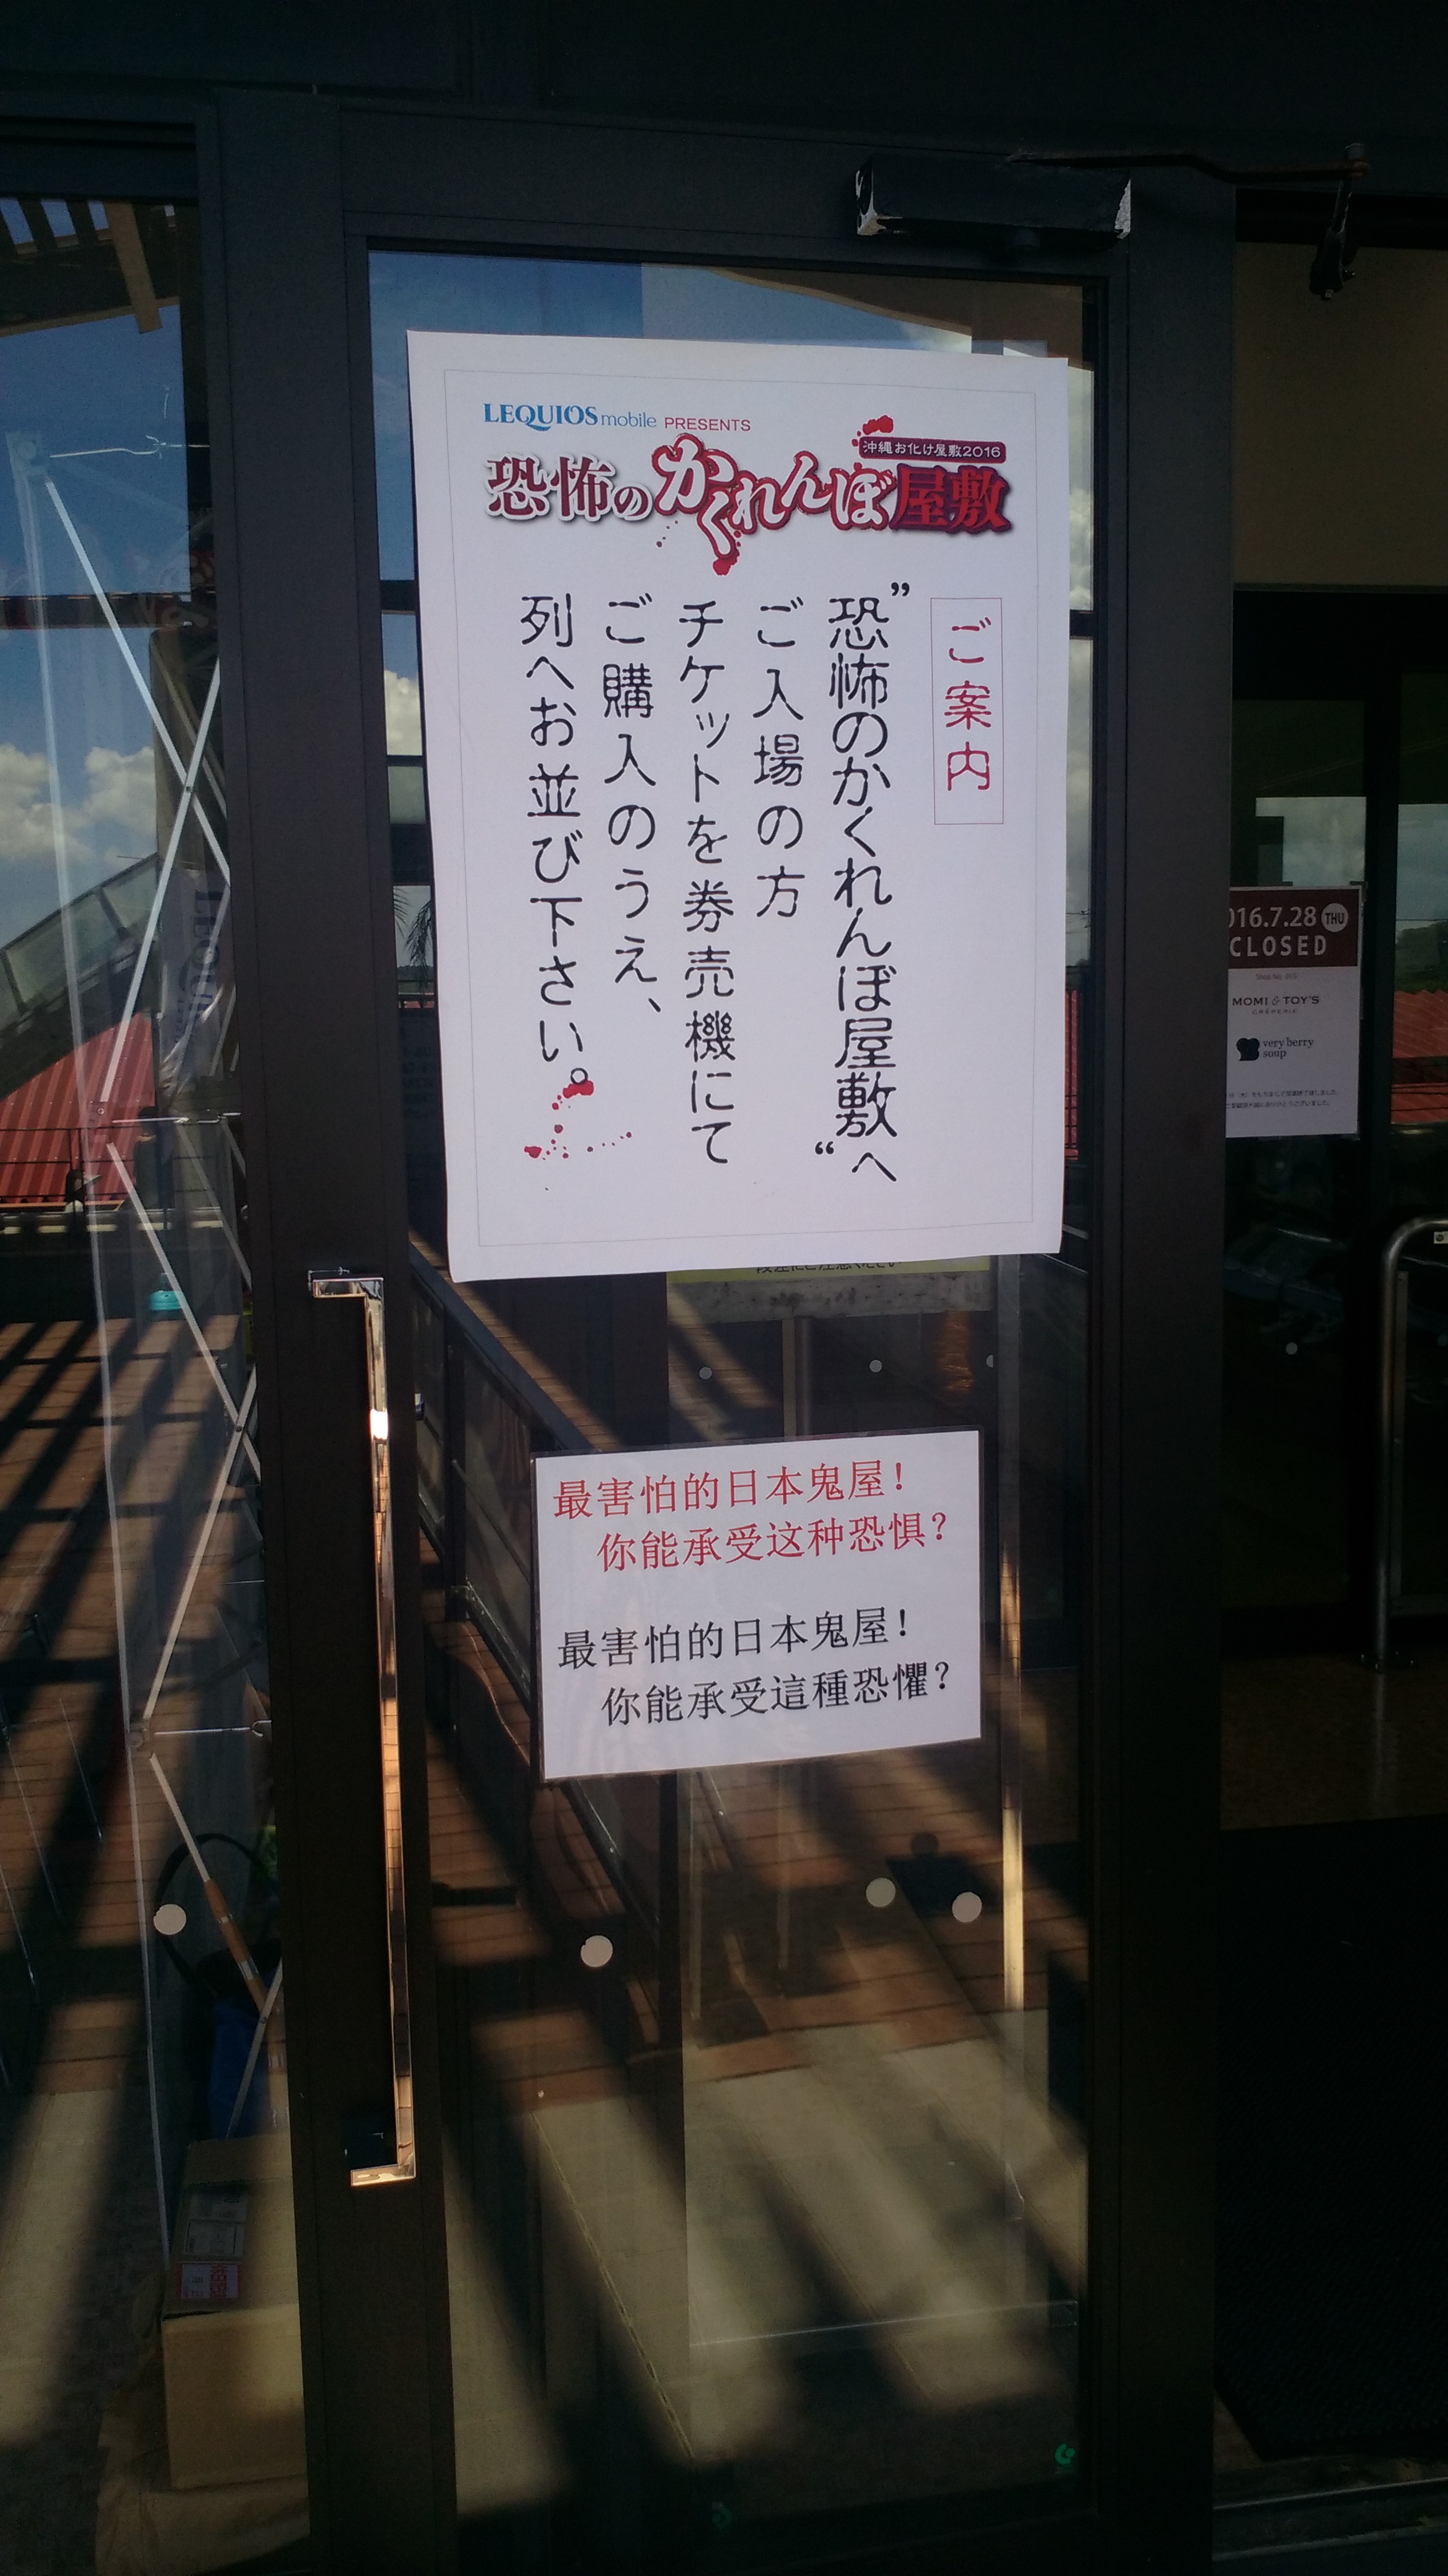 LEQUIOS mobile PRESENTS
沖縄お化け屋敷2016
恐怖のかくれんぼ屋敷
ご案内
”恐怖のかくれんぼ屋敷“へ
ご入場の方
チケットを券売機にて
ご購入のうえ、
列へお並び下さい。
最害怕的日本鬼屋！
你能承受这种恐惧？
最害怕的日本鬼屋！
你能承受這種恐懼？
016.7.28 THU
CLOSED
MOMI & TOY'S
CRÊPERIE
very berry
soup